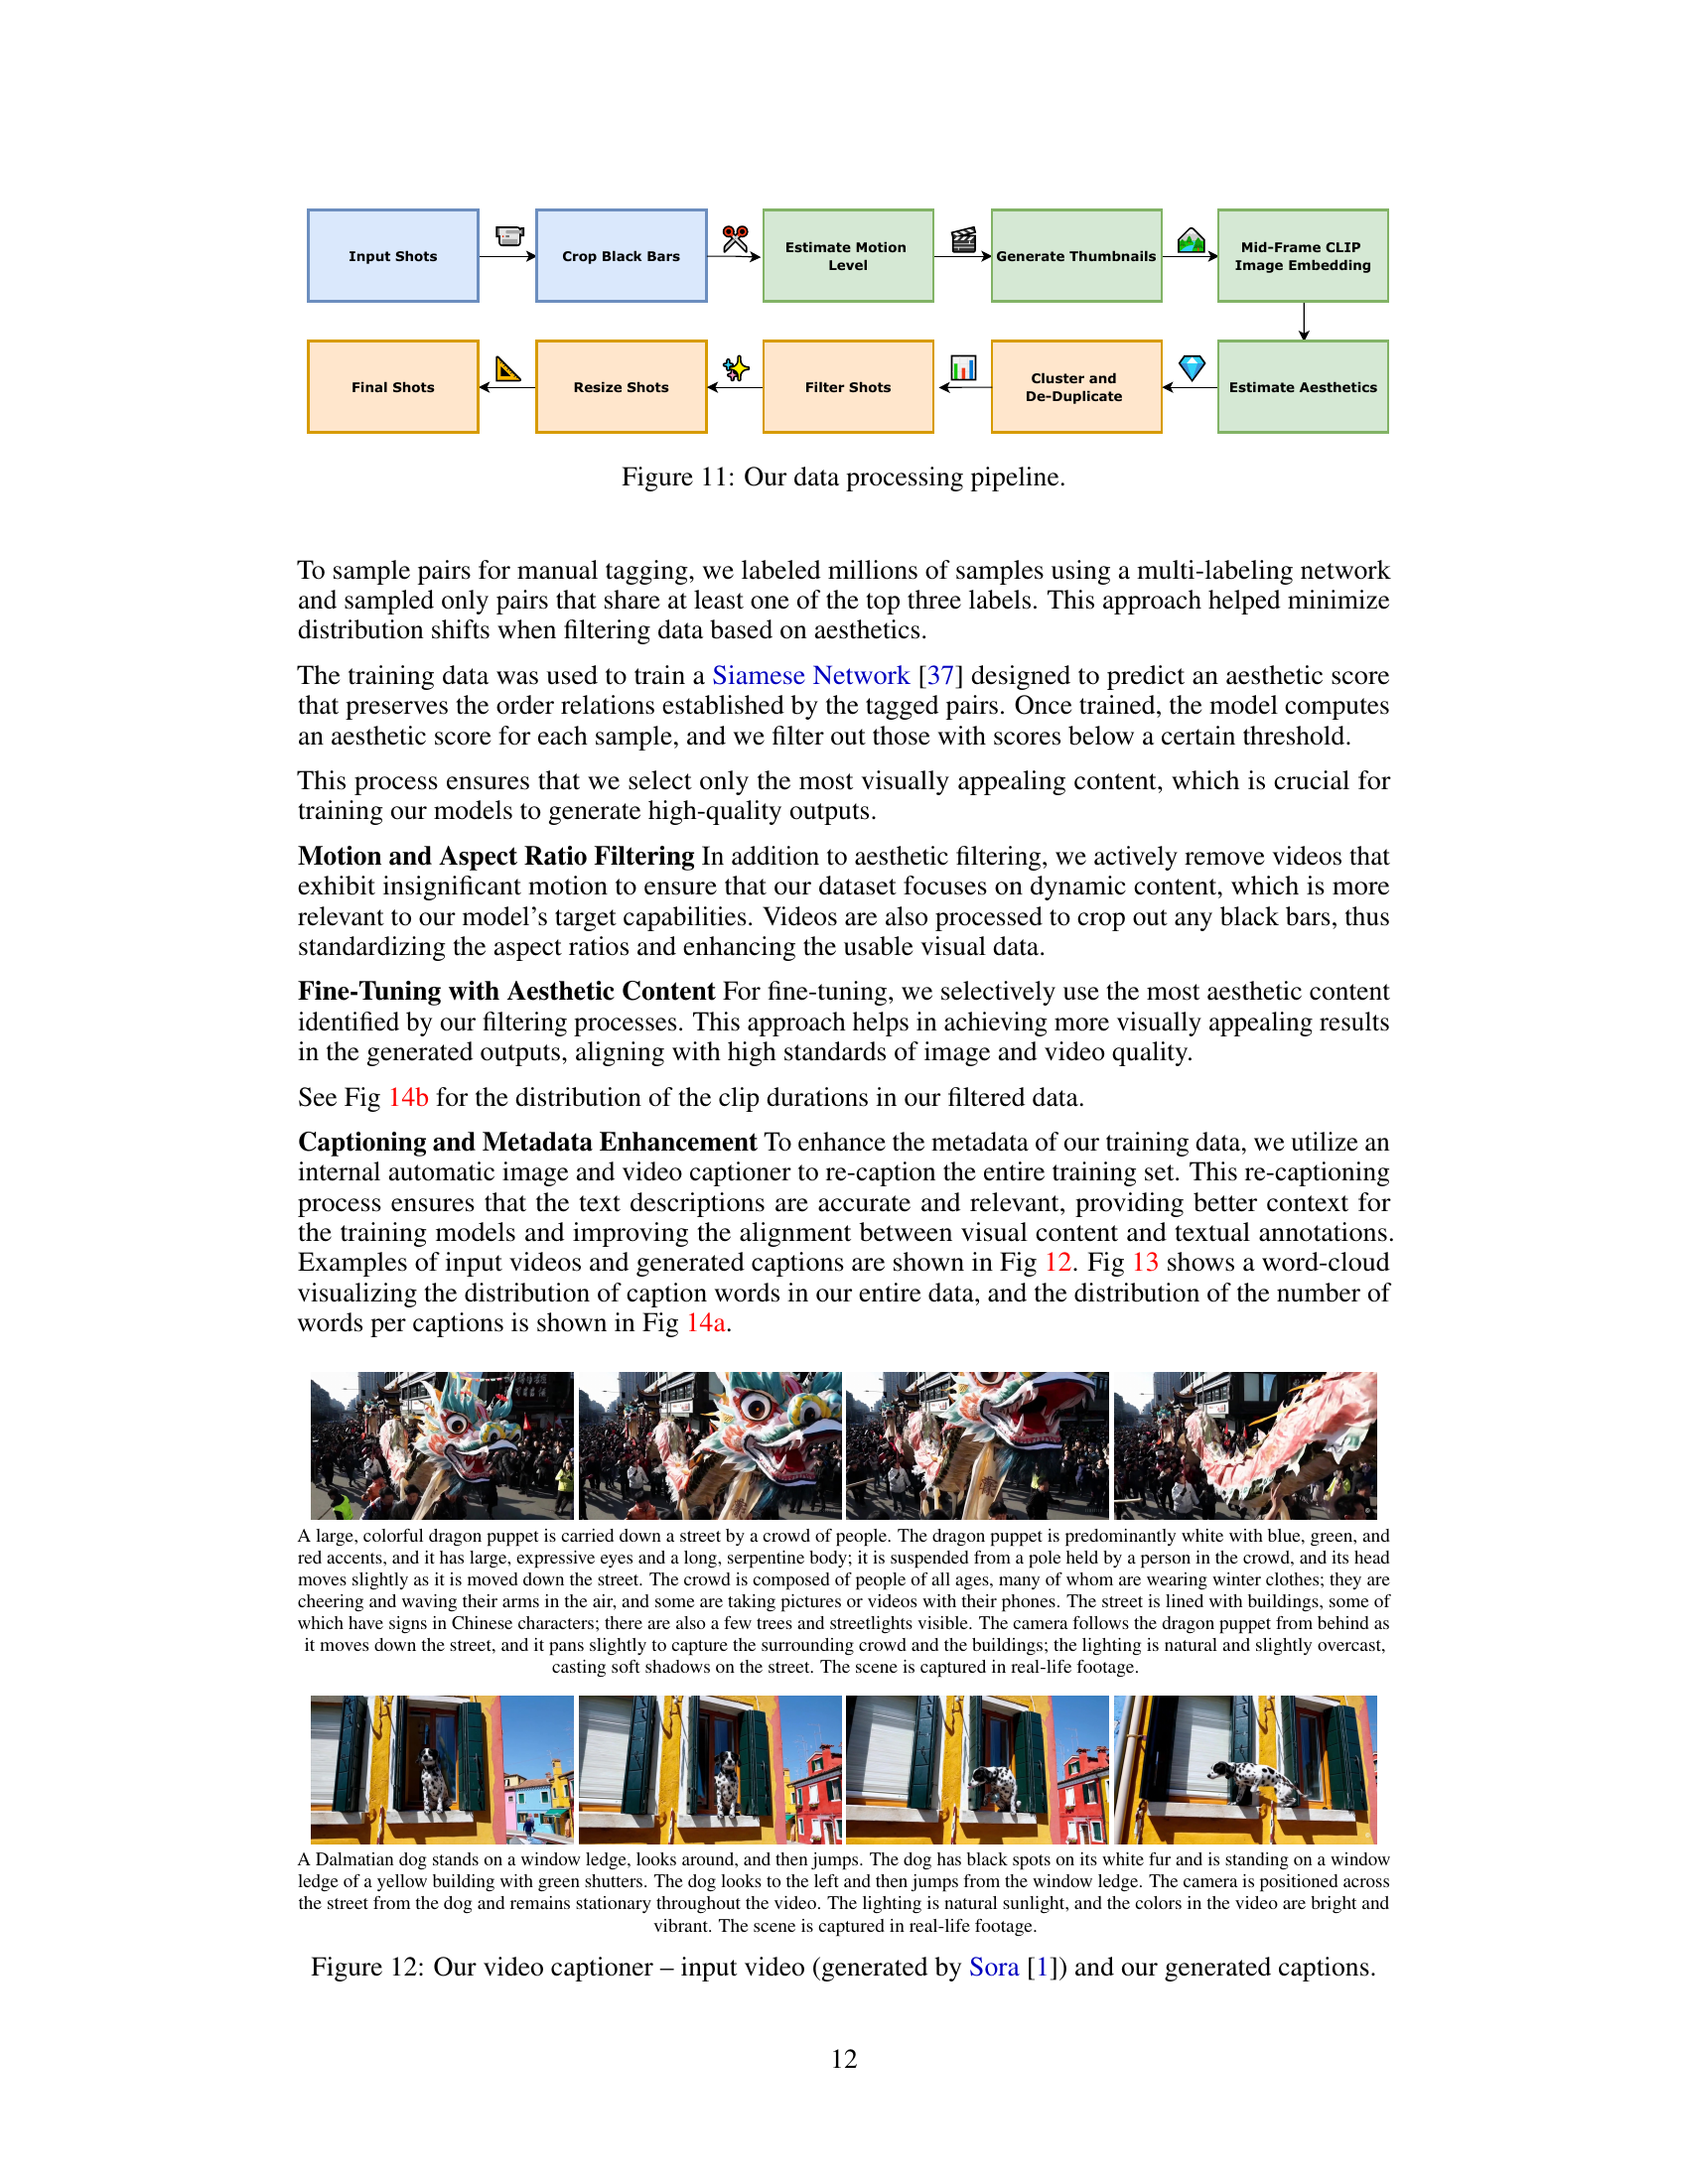 Input Shots
Crop Black Bars
Estimate Motion
Level
Generate Thumbnails
Mid-Frame CLIP
Image Embedding
Final Shots
Resize Shots
Filter Shots
Cluster and
De-Duplicate
Estimate Aesthetics
Figure 11: Our data processing pipeline.
To sample pairs for manual tagging, we labeled millions of samples using a multi-labeling network
and sampled only pairs that share at least one of the top three labels. This approach helped minimize
distribution shifts when filtering data based on aesthetics.
The training data was used to train a Siamese Network [37] designed to predict an aesthetic score
that preserves the order relations established by the tagged pairs. Once trained, the model computes
an aesthetic score for each sample, and we filter out those with scores below a certain threshold.
This process ensures that we select only the most visually appealing content, which is crucial for
training our models to generate high-quality outputs.
Motion and Aspect Ratio Filtering In addition to aesthetic filtering, we actively remove videos that
exhibit insignificant motion to ensure that our dataset focuses on dynamic content, which is more
relevant to our model's target capabilities. Videos are also processed to crop out any black bars, thus
standardizing the aspect ratios and enhancing the usable visual data.
Fine-Tuning with Aesthetic Content For fine-tuning, we selectively use the most aesthetic content
identified by our filtering processes. This approach helps in achieving more visually appealing results
in the generated outputs, aligning with high standards of image and video quality.
See Fig 14b for the distribution of the clip durations in our filtered data.
Captioning and Metadata Enhancement To enhance the metadata of our training data, we utilize an
internal automatic image and video captioner to re-caption the entire training set. This re-captioning
process ensures that the text descriptions are accurate and relevant, providing better context for
the training models and improving the alignment between visual content and textual annotations.
Examples of input videos and generated captions are shown in Fig 12. Fig 13 shows a word-cloud
visualizing the distribution of caption words in our entire data, and the distribution of the number of
words per captions is shown in Fig 14a.
A large, colorful dragon puppet is carried down a street by a crowd of people. The dragon puppet is predominantly white with blue, green, and
red accents, and it has large, expressive eyes and a long, serpentine body; it is suspended from a pole held by a person in the crowd, and its head
moves slightly as it is moved down the street. The crowd is composed of people of all ages, many of whom are wearing winter clothes; they are
cheering and waving their arms in the air, and some are taking pictures or videos with their phones. The street is lined with buildings, some of
which have signs in Chinese characters; there are also a few trees and streetlights visible. The camera follows the dragon puppet from behind as
it moves down the street, and it pans slightly to capture the surrounding crowd and the buildings; the lighting is natural and slightly overcast,
casting soft shadows on the street. The scene is captured in real-life footage.
A Dalmatian dog stands on a window ledge, looks around, and then jumps. The dog has black spots on its white fur and is standing on a window
ledge of a yellow building with green shutters. The dog looks to the left and then jumps from the window ledge. The camera is positioned across
the street from the dog and remains stationary throughout the video. The lighting is natural sunlight, and the colors in the video are bright and
vibrant. The scene is captured in real-life footage.
Figure 12: Our video captioner – input video (generated by Sora [1]) and our generated captions.
12